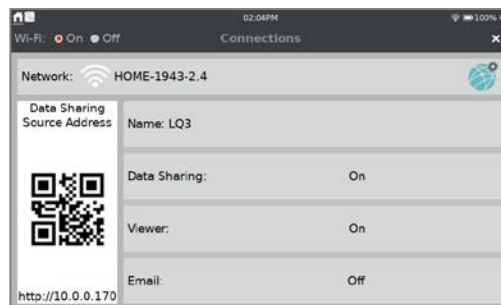 02:04PM
100%
Wi-Fi: On Off
Connections
x
Network: HOME-1943-2.4
Data Sharing
Source Address
Name: LQ3
Data Sharing: On
Viewer: On
Email: Off
http://10.0.0.170